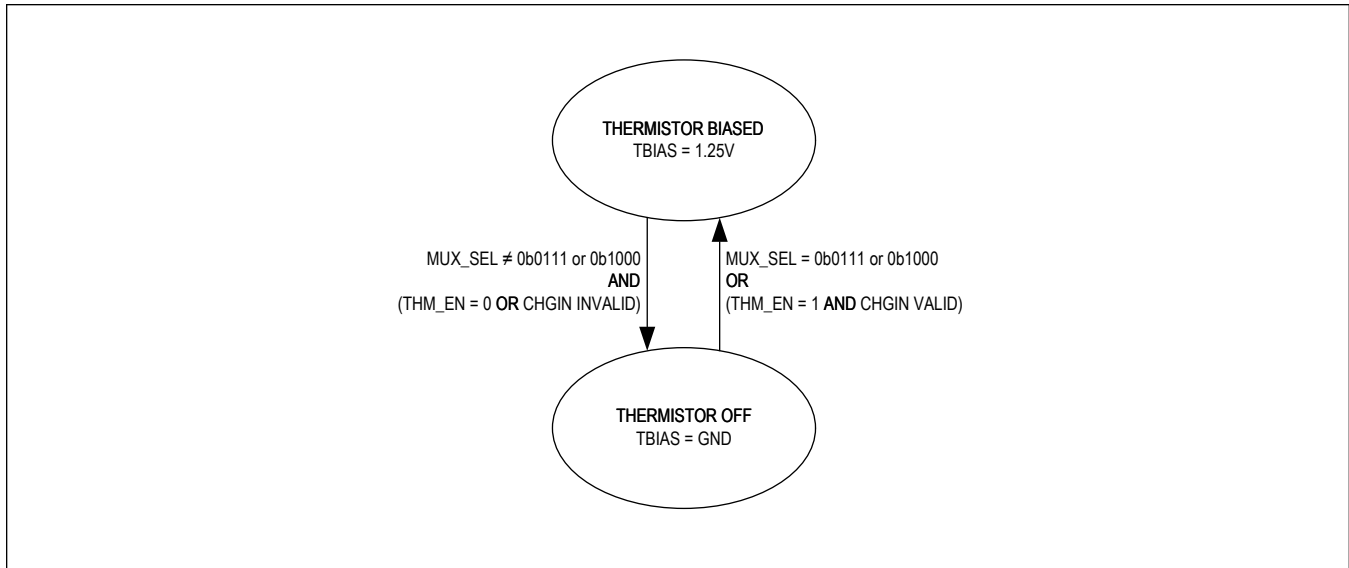 THERMISTOR BIASED
TBIAS = 1.25V
MUX_SEL ≠ 0b0111 or 0b1000
AND
(THM_EN = 0 OR CHGIN INVALID)
MUX_SEL = 0b0111 or 0b1000
OR
(THM_EN = 1 AND CHGIN VALID)
THERMISTOR OFF
TBIAS = GND